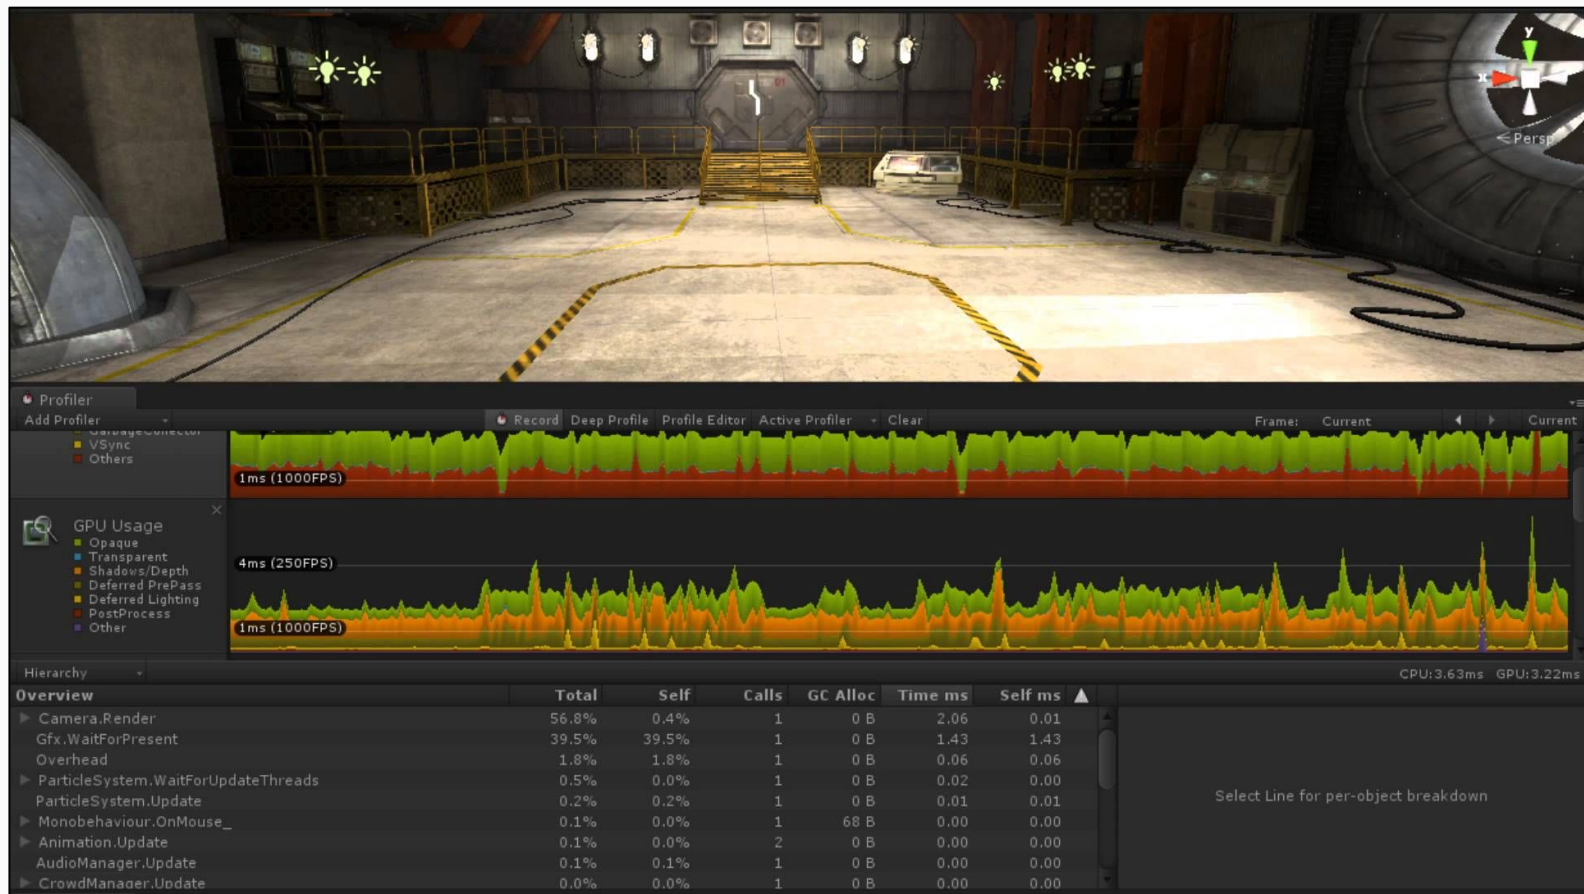 01
y
x
Persp
Profiler
Add Profiler Record Deep Profile Profile Editor Active Profiler Clear Frame: Current Current
GarbageCollector
VSync
Others
1ms (1000FPS)
GPU Usage
Opaque
Transparent
Shadows/Depth
Deferred PrePass
Deferred Lighting
PostProcess
Other
4ms (250FPS)
1ms (1000FPS)
Hierarchy CPU:3.63ms GPU:3.22ms
Overview Total Self Calls GC Alloc Time ms Self ms
Camera.Render 56.8% 0.4% 1 0 B 2.06 0.01
Gfx.WaitForPresent 39.5% 39.5% 1 0 B 1.43 1.43
Overhead 1.8% 1.8% 1 0 B 0.06 0.06
ParticleSystem.WaitForUpdateThreads 0.5% 0.0% 1 0 B 0.02 0.00
ParticleSystem.Update 0.2% 0.2% 1 0 B 0.01 0.01
Monobehaviour.OnMouse_ 0.1% 0.0% 1 68 B 0.00 0.00
Animation.Update 0.1% 0.0% 2 0 B 0.00 0.00
AudioManager.Update 0.1% 0.1% 1 0 B 0.00 0.00
CrowdManager.Update 0.0% 0.0% 1 0 B 0.00 0.00
Select Line for per-object breakdown